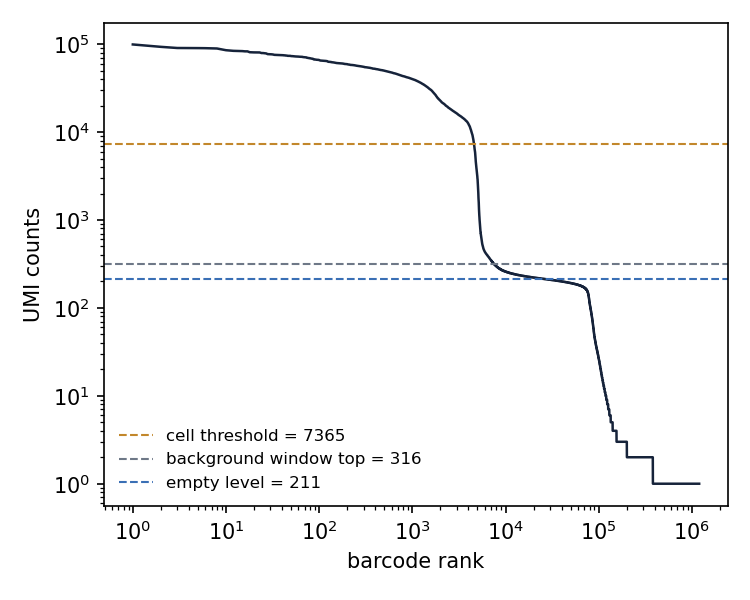 10⁵
10⁴
10³
10²
10¹
10⁰
UMI counts
cell threshold = 7365
background window top = 316
empty level = 211
10⁰ 10¹ 10² 10³ 10⁴ 10⁵ 10⁶
barcode rank